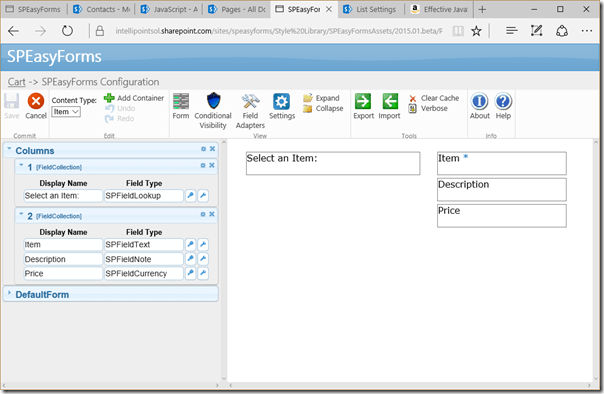 SPEasyForms
Contacts - Mo
JavaScript - A
Pages - All Do
SPEasyFor
List Settings
Effective Java
intellipointsol.sharepoint.com/sites/speasyforms/Style%20Library/SPEasyFormsAssets/2015.01.beta/F
SPEasyForms
Cart -> SPEasyForms Configuration
Save
Cancel
Commit
Content Type:
Item
Add Container
Undo
Redo
Edit
Form
Conditional Visibility
Field Adapters
Settings
Expand
Collapse
View
Export
Import
Clear Cache
Verbose
Tools
About
Help
Info
Columns
1 [FieldCollection]
Display Name Field Type
Select an Item: SPFieldLookup
2 [FieldCollection]
Display Name Field Type
Item SPFieldText
Description SPFieldNote
Price SPFieldCurrency
DefaultForm
Select an Item:
Item *
Description
Price